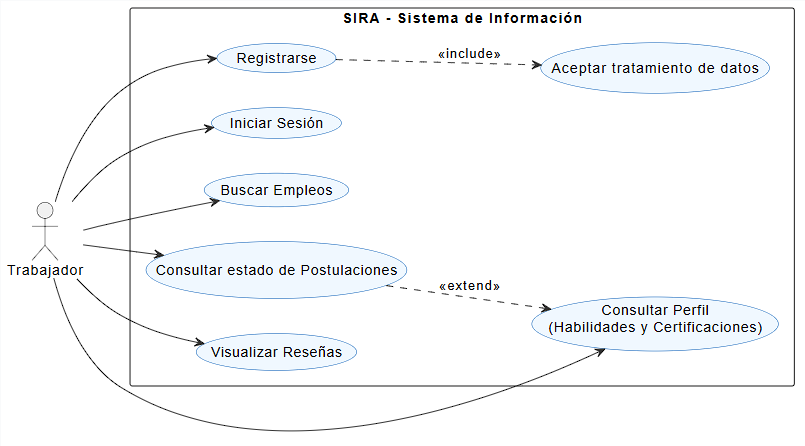 SIRA - Sistema de Información
Registrarse
«include»
Aceptar tratamiento de datos
Iniciar Sesión
Buscar Empleos
Trabajador
Consultar estado de Postulaciones
«extend»
Consultar Perfil
(Habilidades y Certificaciones)
Visualizar Reseñas